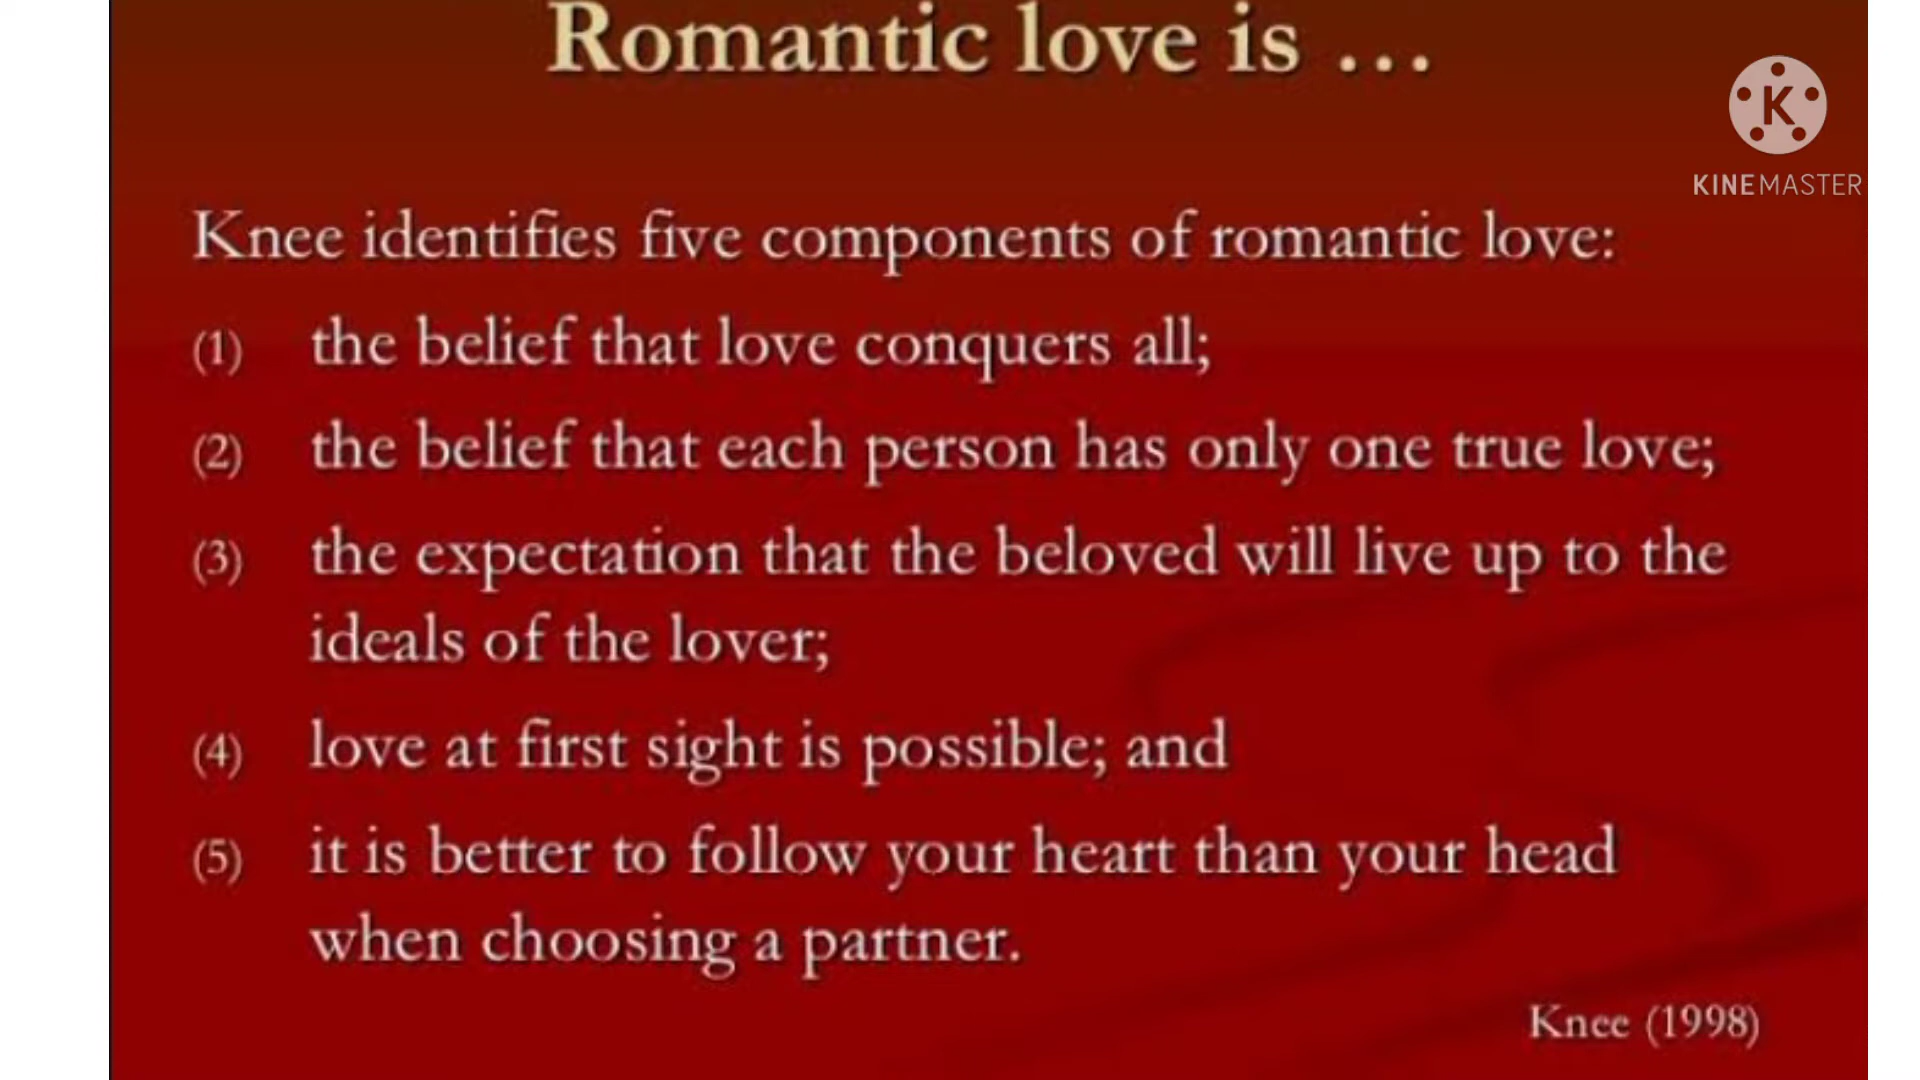 Romantic love is ...
K
KINEMASTER
Knee identifies five components of romantic love:
(1) the belief that love conquers all;
(2) the belief that each person has only one true love;
(3) the expectation that the beloved will live up to the
ideals of the lover;
(4) love at first sight is possible; and
(5) it is better to follow your heart than your head
when choosing a partner.
Knee (1998)